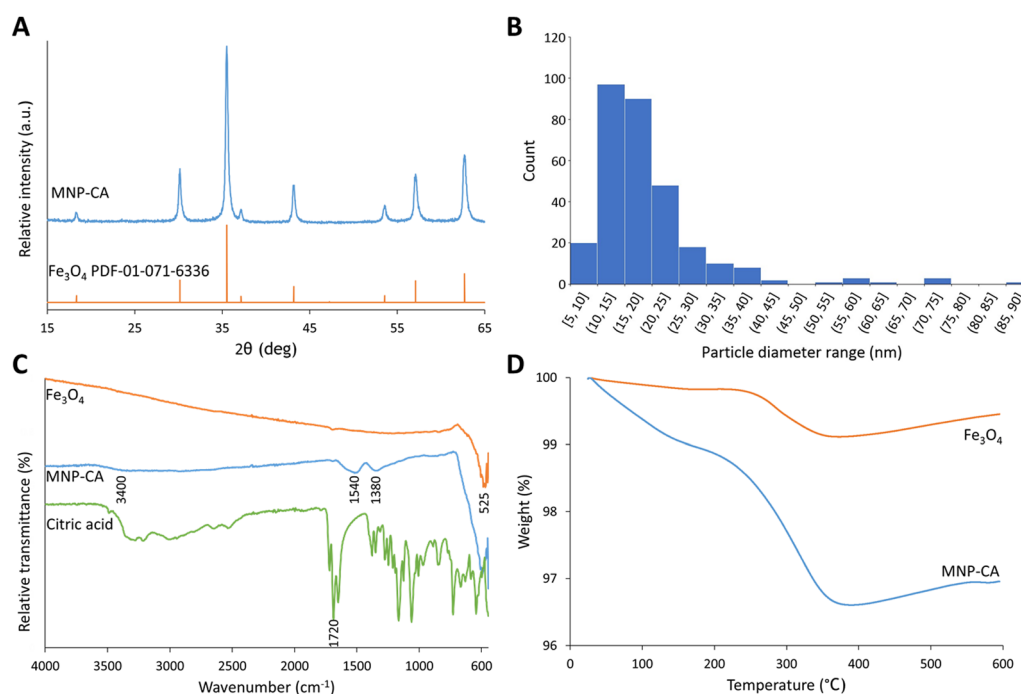 A
Relative intensity (a.u.)
MNP-CA
Fe₃O₄ PDF-01-071-6336
15 25 35 45 55 65
2θ (deg)
B
Count
120
100
80
60
40
20
0
[5, 10] (10, 15] (15, 20] (20, 25] (25, 30] (30, 35] (35, 40] (40, 45] (45, 50] (50, 55] (55, 60] (60, 65] (65, 70] (70, 75] (75, 80] (80, 85] (85, 90]
Particle diameter range (nm)
C
Relative transmittance (%)
Fe₃O₄
MNP-CA
Citric acid
3400
1540
1380
525
1720
4000 3500 3000 2500 2000 1500 1000 600
Wavenumber (cm⁻¹)
D
Weight (%)
100
99
98
97
96
Fe₃O₄
MNP-CA
0 100 200 300 400 500 600
Temperature (°C)